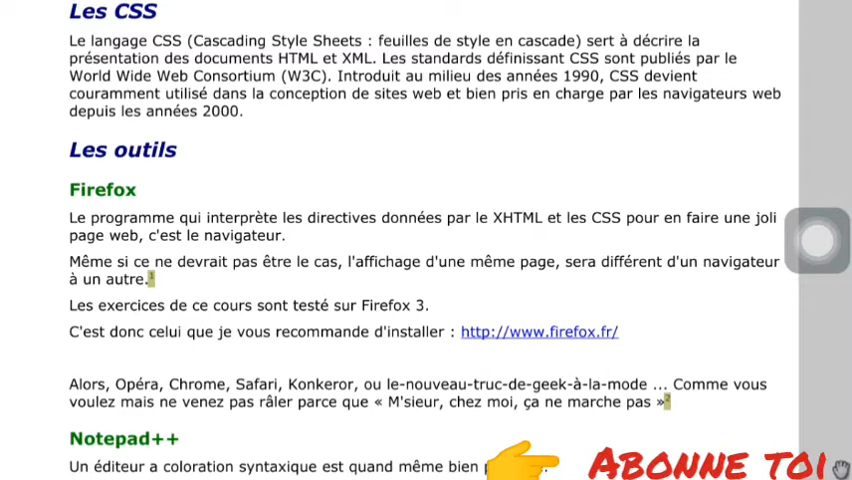 Les CSS
Le langage CSS (Cascading Style Sheets : feuilles de style en cascade) sert à décrire la
présentation des documents HTML et XML. Les standards définissant CSS sont publiés par le
World Wide Web Consortium (W3C). Introduit au milieu des années 1990, CSS devient
couramment utilisé dans la conception de sites web et bien pris en charge par les navigateurs web
depuis les années 2000.
Les outils
Firefox
Le programme qui interprète les directives données par le XHTML et les CSS pour en faire une joli
page web, c'est le navigateur.
Même si ce ne devrait pas être le cas, l'affichage d'une même page, sera différent d'un navigateur
à un autre.1
Les exercices de ce cours sont testé sur Firefox 3.
C'est donc celui que je vous recommande d'installer : http://www.firefox.fr/
Alors, Opéra, Chrome, Safari, Konkeror, ou le-nouveau-truc-de-geek-à-la-mode ... Comme vous
voulez mais ne venez pas râler parce que « M'sieur, chez moi, ça ne marche pas »2
Notepad++
Un éditeur a coloration syntaxique est quand même bien
ABONNE TOI